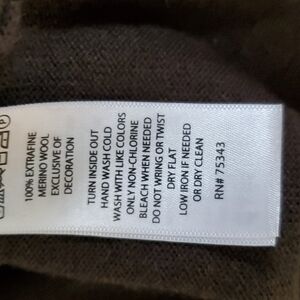 100% EXTRAFINE
MERINO WOOL
EXCLUSIVE OF
DECORATION
TURN INSIDE OUT
HAND WASH COLD
WASH WITH LIKE COLORS
ONLY NON-CHLORINE
BLEACH WHEN NEEDED
DO NOT WRING OR TWIST
DRY FLAT
LOW IRON IF NEEDED
OR DRY CLEAN
RN# 75343